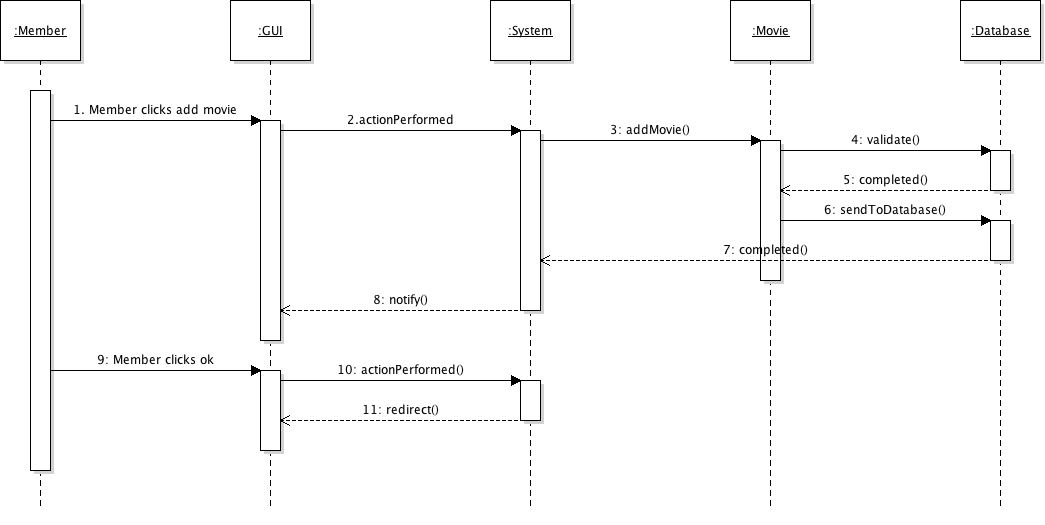 :Member
:GUI
:System
:Movie
:Database
1. Member clicks add movie
2.actionPerformed
3: addMovie()
4: validate()
5: completed()
6: sendToDatabase()
7: completed()
8: notify()
9: Member clicks ok
10: actionPerformed()
11: redirect()